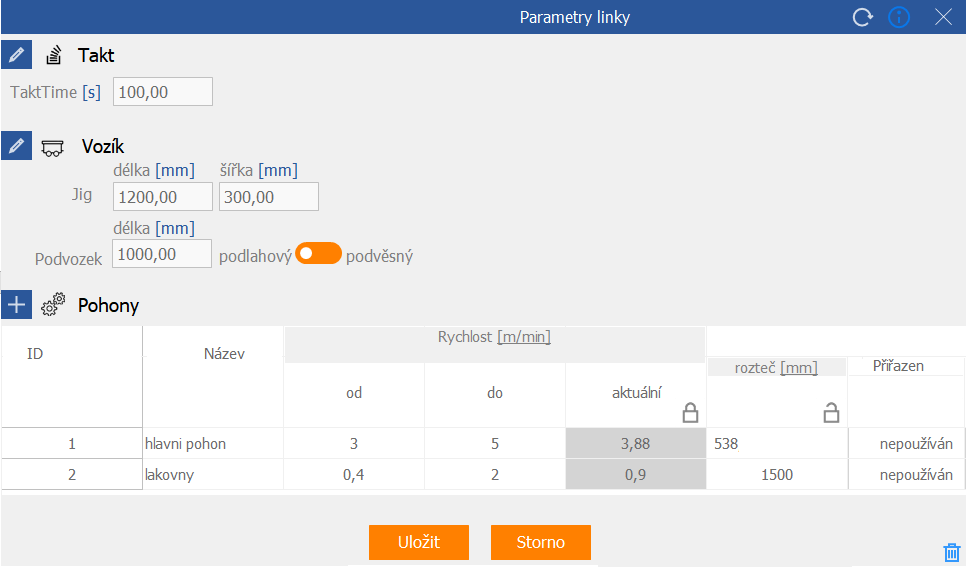 Parametry linky
Takt
TaktTime [s] 100,00
Vozík
délka [mm] šířka [mm]
Jig 1200,00 300,00
délka [mm]
Podvozek 1000,00 podlahový podvěsný
Pohony
ID Název Rychlost [m/min]
od do aktuální rozteč [mm] Přiřazen
1 hlavni pohon 3 5 3,88 538 nepoužíván
2 lakovny 0,4 2 0,9 1500 nepoužíván
Uložit Storno